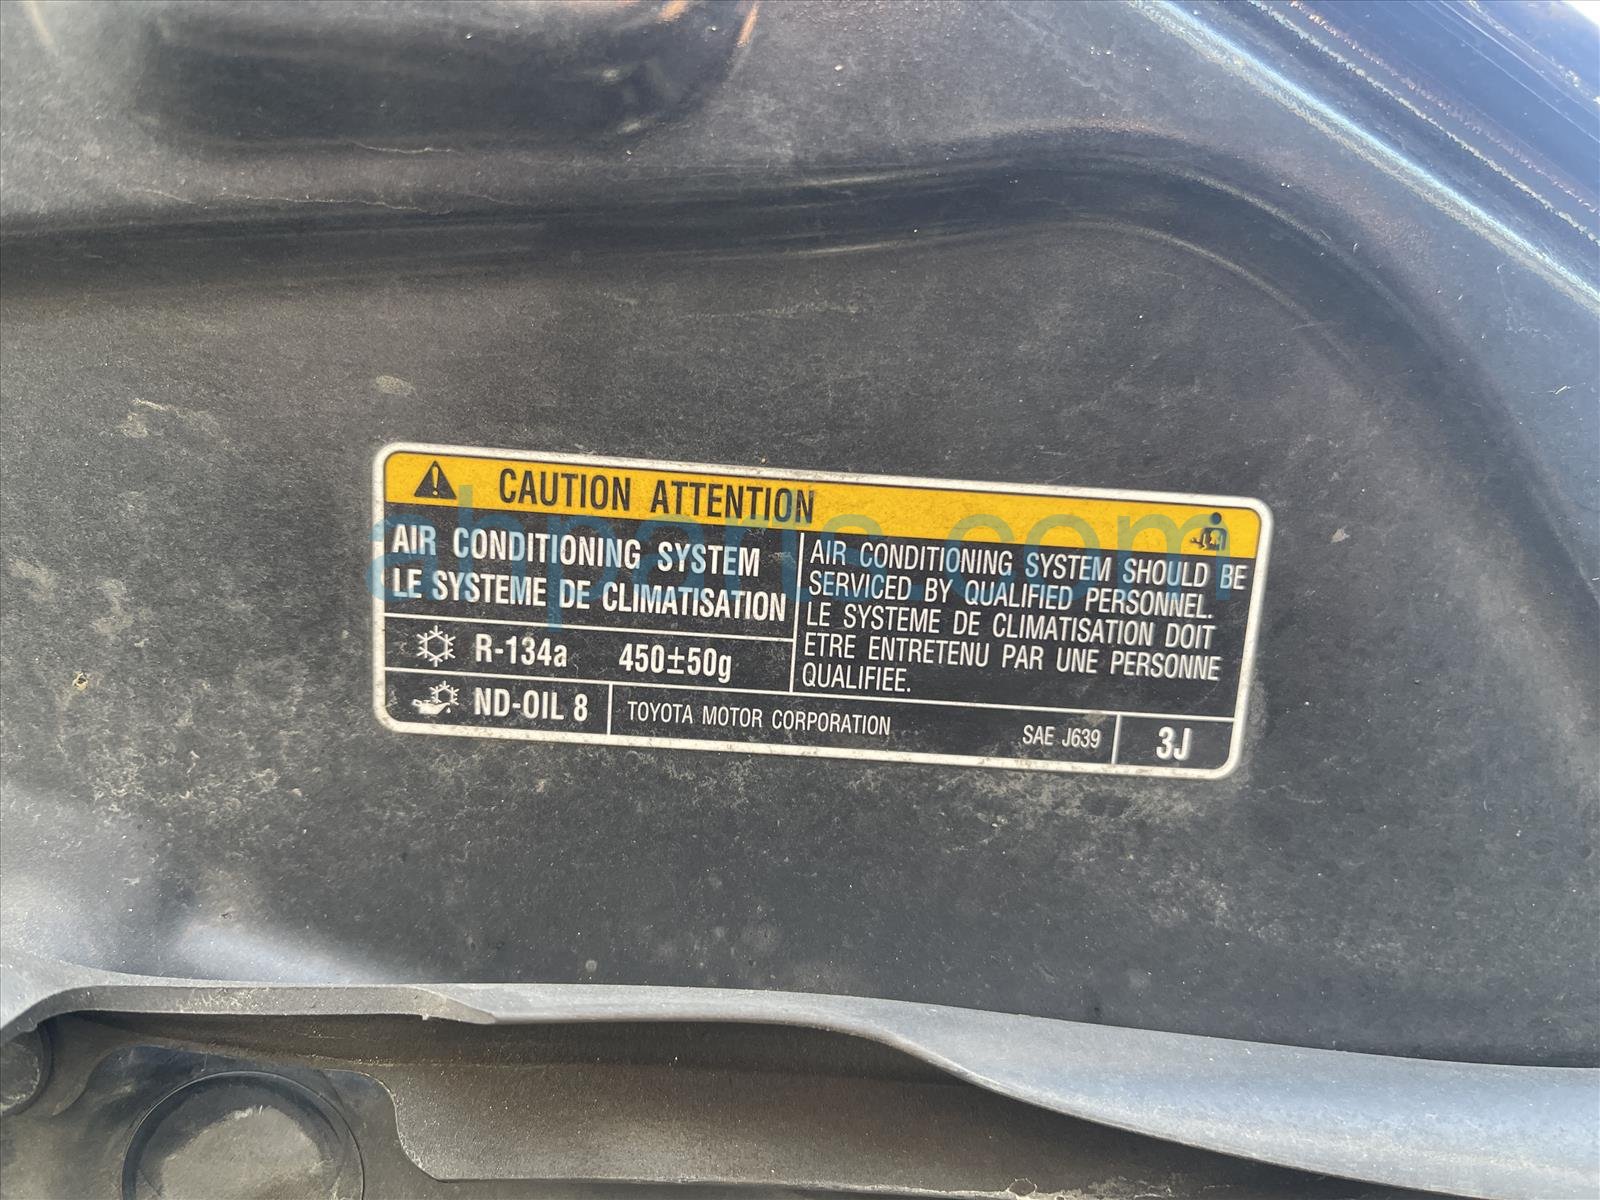 CAUTION ATTENTION
AIR CONDITIONING SYSTEM
LE SYSTEME DE CLIMATISATION
R-134a 450±50g
ND-OIL 8
AIR CONDITIONING SYSTEM SHOULD BE
SERVICED BY QUALIFIED PERSONNEL.
LE SYSTEME DE CLIMATISATION DOIT
ETRE ENTRETENU PAR UNE PERSONNE
QUALIFIEE.
TOYOTA MOTOR CORPORATION SAE J639 3J
ahparts.com